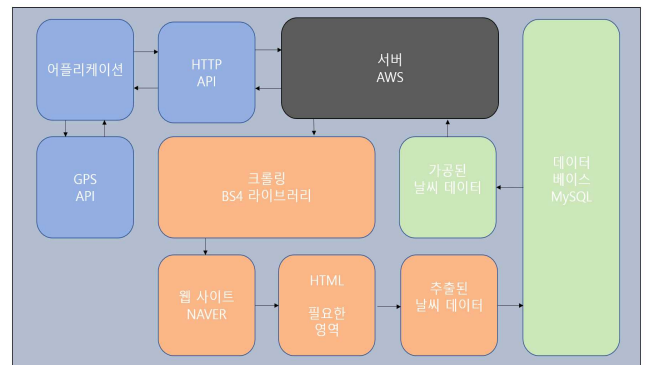 어플리케이션
HTTP
API
서버
AWS
GPS
API
크롤링
BS4 라이브러리
가공된
날씨 데이터
데이터
베이스
MySQL
웹 사이트
NAVER
HTML
필요한
영역
추출된
날씨 데이터